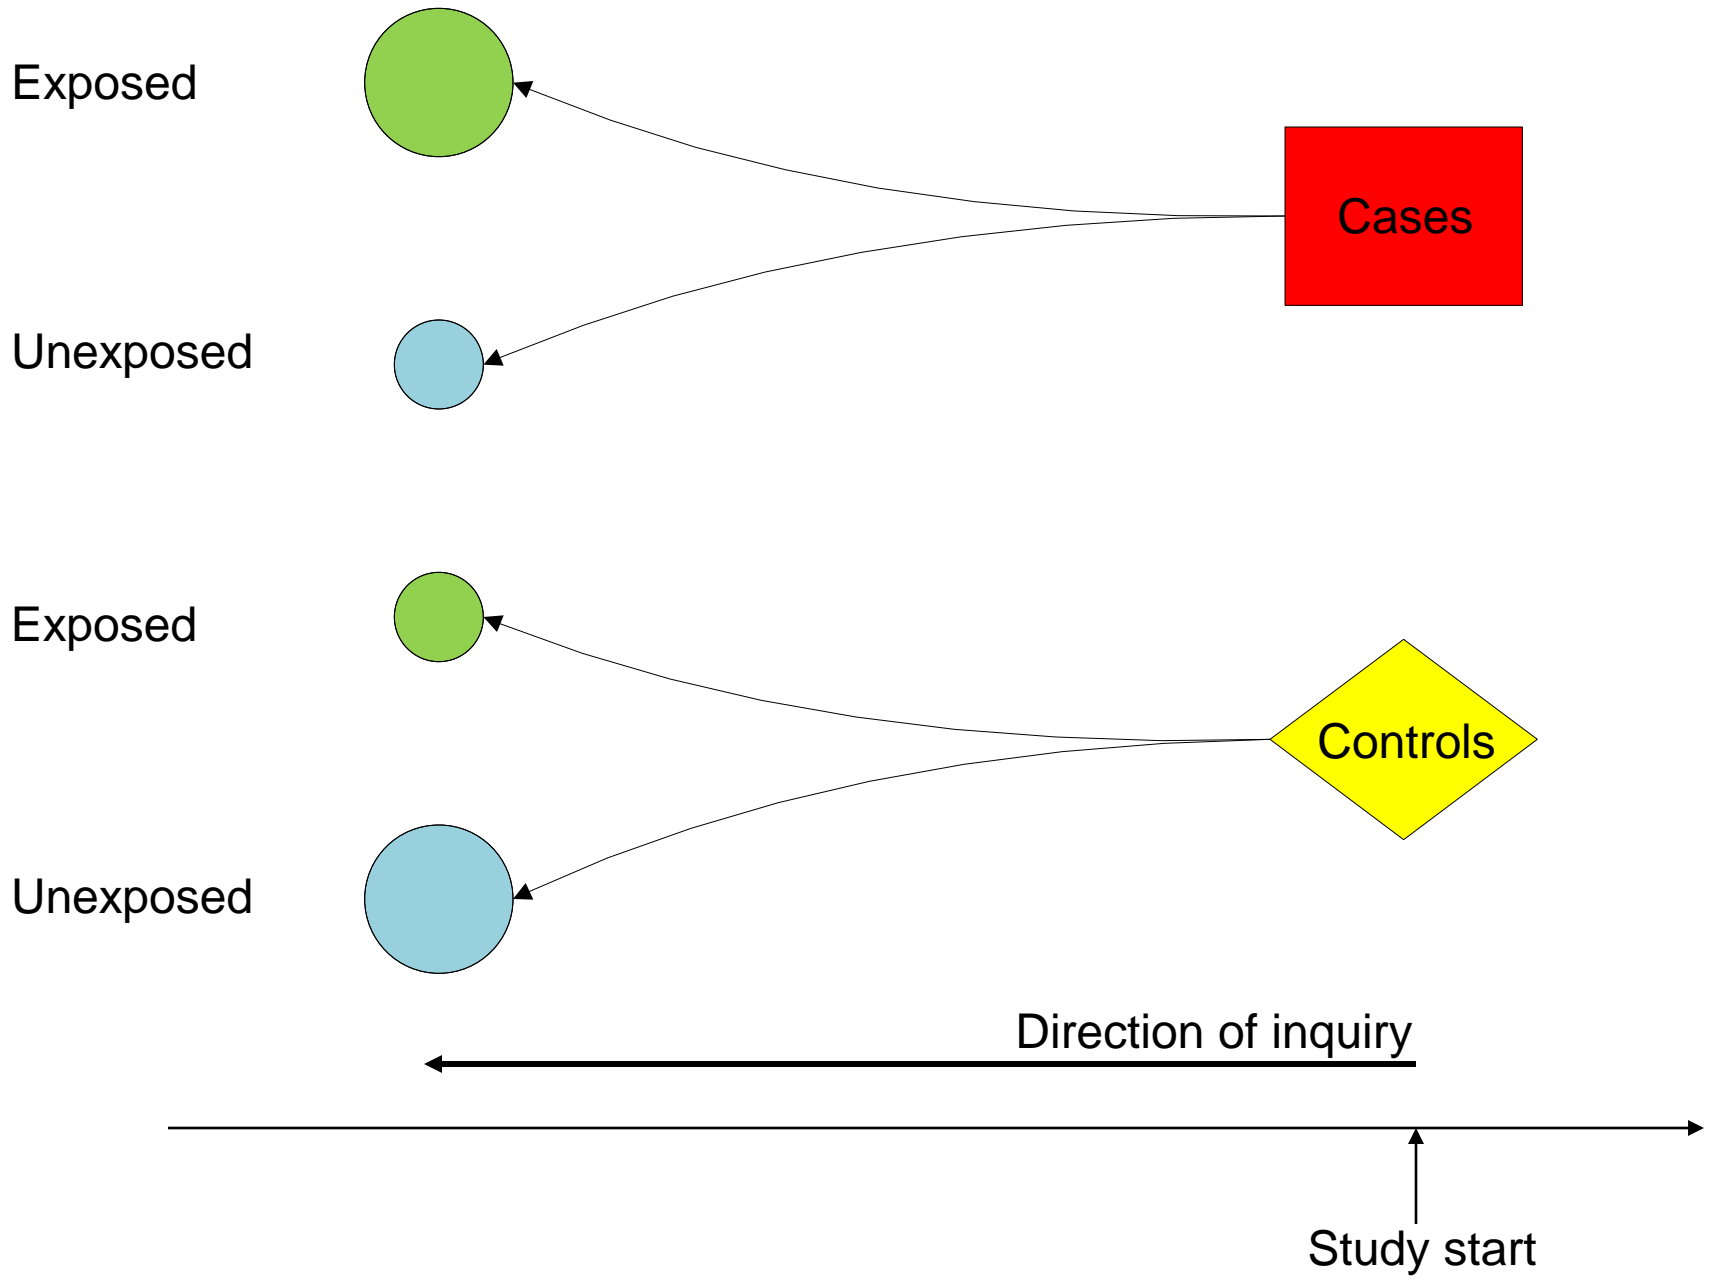 Exposed
Cases
Unexposed
Exposed
Controls
Unexposed
Direction of inquiry
Study start